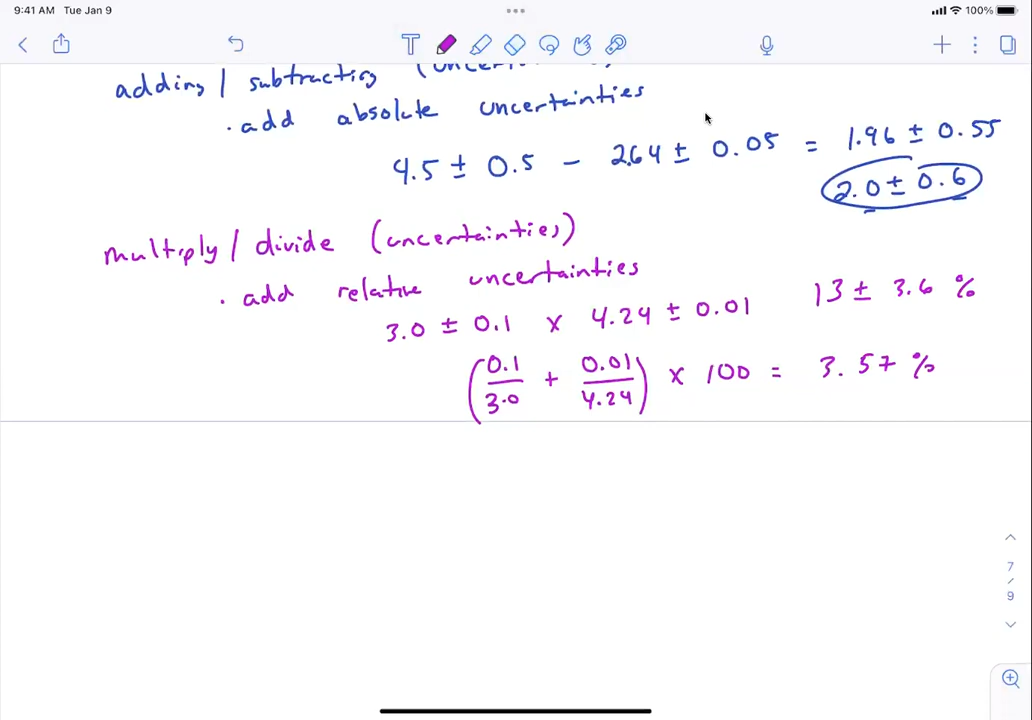 9:41 AM Tue Jan 9
100%
T
adding / subtracting
· add absolute uncertainties
4.5 ± 0.5 - 2.64 ± 0.05 = 1.96 ± 0.55
2.0 ± 0.6
multiply / divide (uncertainties)
· add relative uncertainties
3.0 ± 0.1 x 4.24 ± 0.01 13 ± 3.6 %
(0.1/3.0 + 0.01/4.24) x 100 = 3.57 %
7
/
9